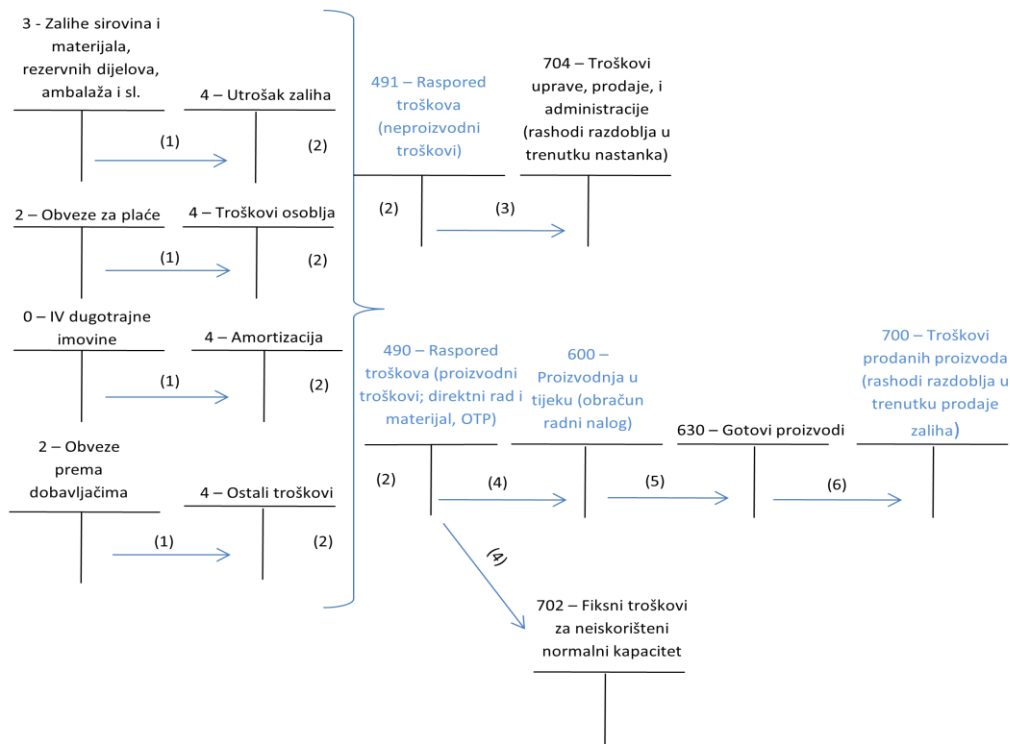 3 - Zalihe sirovina i
materijala,
rezervnih dijelova,
ambalaža i sl.
4 – Utrošak zaliha
(1)
(2)
2 – Obveze za plaće
4 – Troškovi osoblja
(1)
(2)
0 – IV dugotrajne
imovine
4 – Amortizacija
(1)
(2)
2 – Obveze
prema
dobavljačima
4 – Ostali troškovi
(1)
(2)
491 – Raspored
troškova
(neproizvodni
troškovi)
704 – Troškovi
uprave, prodaje, i
administracije
(rashodi razdoblja u
trenutku nastanka)
(2)
(3)
490 – Raspored
troškova (proizvodni
troškovi; direktni rad i
materijal, OTP)
600 –
Proizvodnja u
tijeku (obračun
radni nalog)
630 – Gotovi proizvodi
700 – Troškovi
prodanih proizvoda
(rashodi razdoblja u
trenutku prodaje
zaliha)
(2)
(4)
(5)
(6)
(4)
702 – Fiksni troškovi
za neiskorišteni
normalni kapacitet